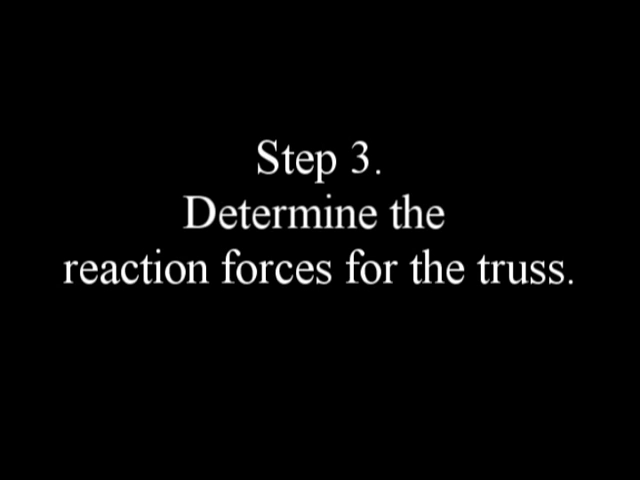 Step 3.
Determine the
reaction forces for the truss.